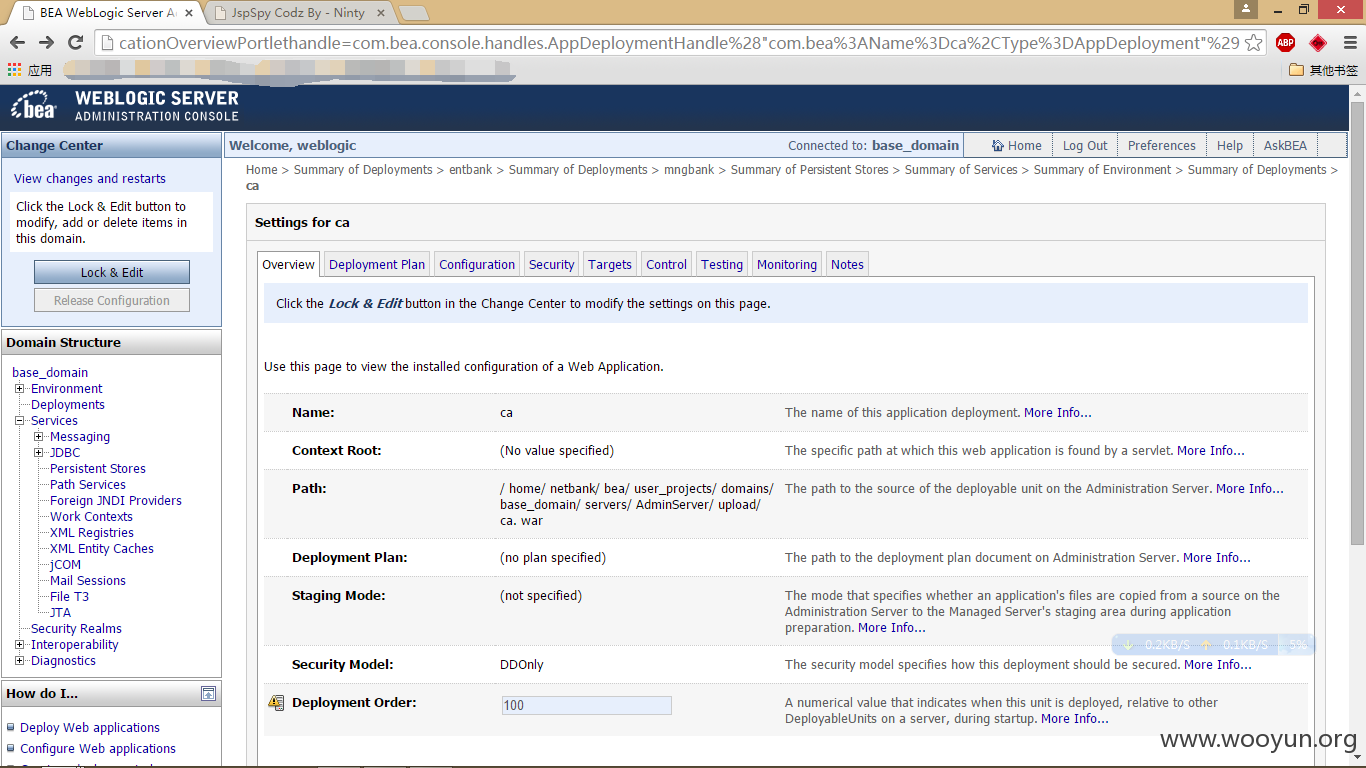 BEA WebLogic Server A
JspSpy Codz By - Ninty
cationOverviewPortlethandle=com.bea.console.handles.AppDeploymentHandle%28"com.bea%3AName%3Dca%2CType%3DAppDeployment"%29
ABP
应用
其他书签
bea
WEBLOGIC SERVER
ADMINISTRATION CONSOLE
Change Center
View changes and restarts
Click the Lock & Edit button to
modify, add or delete items in
this domain.
Lock & Edit
Release Configuration
Domain Structure
base_domain
Environment
Deployments
Services
Messaging
JDBC
Persistent Stores
Path Services
Foreign JNDI Providers
Work Contexts
XML Registries
XML Entity Caches
jCOM
Mail Sessions
File T3
JTA
Security Realms
Interoperability
Diagnostics
How do I...
Deploy Web applications
Configure Web applications
Welcome, weblogic
Connected to: base_domain
Home
Log Out
Preferences
Help
AskBEA
Home > Summary of Deployments > entbank > Summary of Deployments > mngbank > Summary of Persistent Stores > Summary of Services > Summary of Environment > Summary of Deployments >
ca
Settings for ca
Overview
Deployment Plan
Configuration
Security
Targets
Control
Testing
Monitoring
Notes
Click the Lock & Edit button in the Change Center to modify the settings on this page.
Use this page to view the installed configuration of a Web Application.
Name:
ca
The name of this application deployment. More Info...
Context Root:
(No value specified)
The specific path at which this web application is found by a servlet. More Info...
Path:
/ home/ netbank/ bea/ user_projects/ domains/
base_domain/ servers/ AdminServer/ upload/
ca. war
The path to the source of the deployable unit on the Administration Server. More Info...
Deployment Plan:
(no plan specified)
The path to the deployment plan document on Administration Server. More Info...
Staging Mode:
(not specified)
The mode that specifies whether an application's files are copied from a source on the
Administration Server to the Managed Server's staging area during application
preparation. More Info...
0.2KB/S
0.1KB/S
5%
Security Model:
DDOnly
The security model specifies how this deployment should be secured. More Info...
Deployment Order:
100
A numerical value that indicates when this unit is deployed, relative to other
DeployableUnits on a server, during startup. More Info...
www.wooyun.org